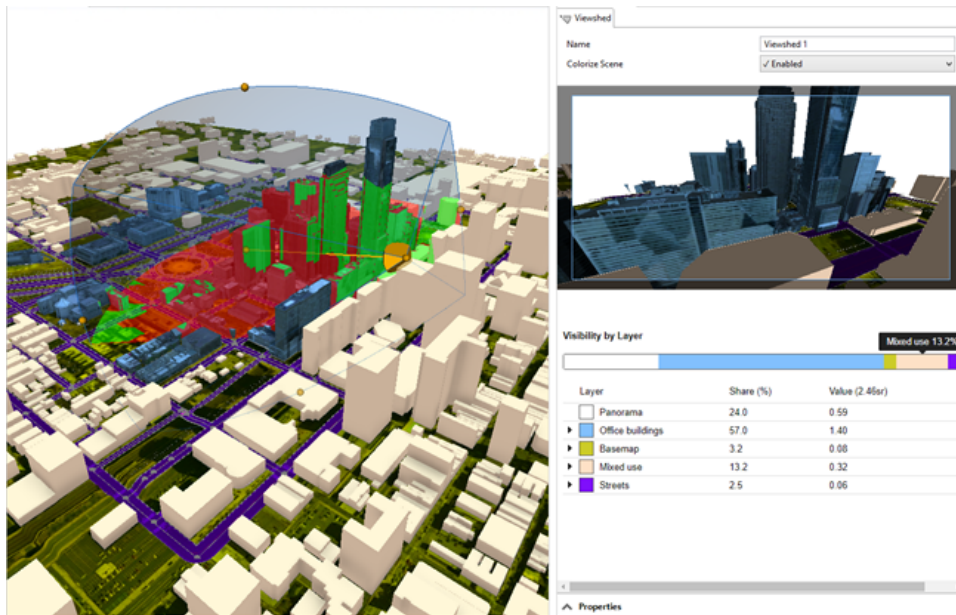 Viewshed
Name Viewshed 1
Colorize Scene ✓ Enabled
Visibility by Layer
Mixed use 13.2%
Layer Share (%) Value (2.46sr)
Panorama 24.0 0.59
Office buildings 57.0 1.40
Basemap 3.2 0.08
Mixed use 13.2 0.32
Streets 2.5 0.06
Properties